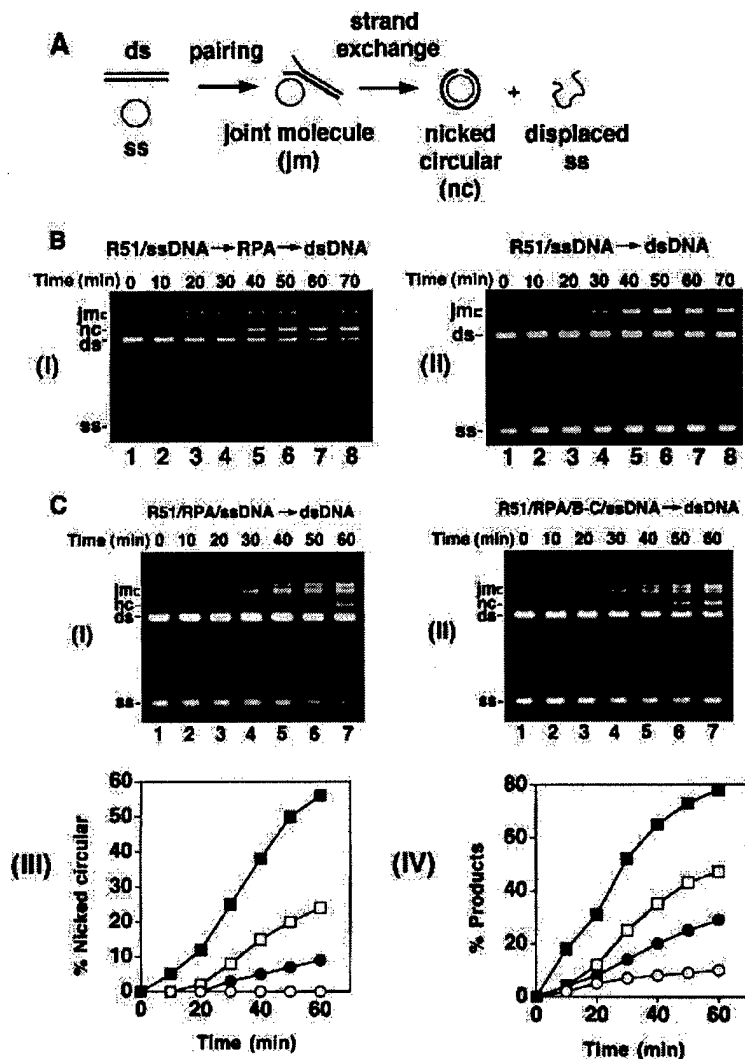 A
ds
pairing
strand
exchange
+
ss
joint molecule
(jm)
nicked
circular
(nc)
displaced
ss
B
R51/ssDNA → RPA → dsDNA
Time (min) 0 10 20 30 40 50 60 70
jm
nc
ds
ss
(I)
1 2 3 4 5 6 7 8
R51/ssDNA → dsDNA
Time (min) 0 10 20 30 40 50 60 70
jm
ds
ss
(II)
1 2 3 4 5 6 7 8
C
R51/RPA/ssDNA → dsDNA
Time (min) 0 10 20 30 40 50 60
jm
nc
ds
ss
(I)
1 2 3 4 5 6 7
R51/RPA/B-C/ssDNA → dsDNA
Time (min) 0 10 20 30 40 50 60
jm
nc
ds
ss
(II)
1 2 3 4 5 6 7
(III)
% Nicked circular
60
50
40
30
20
10
0
0 20 40 60
Time (min)
(IV)
% Products
80
60
40
20
0
0 20 40 60
Time (min)